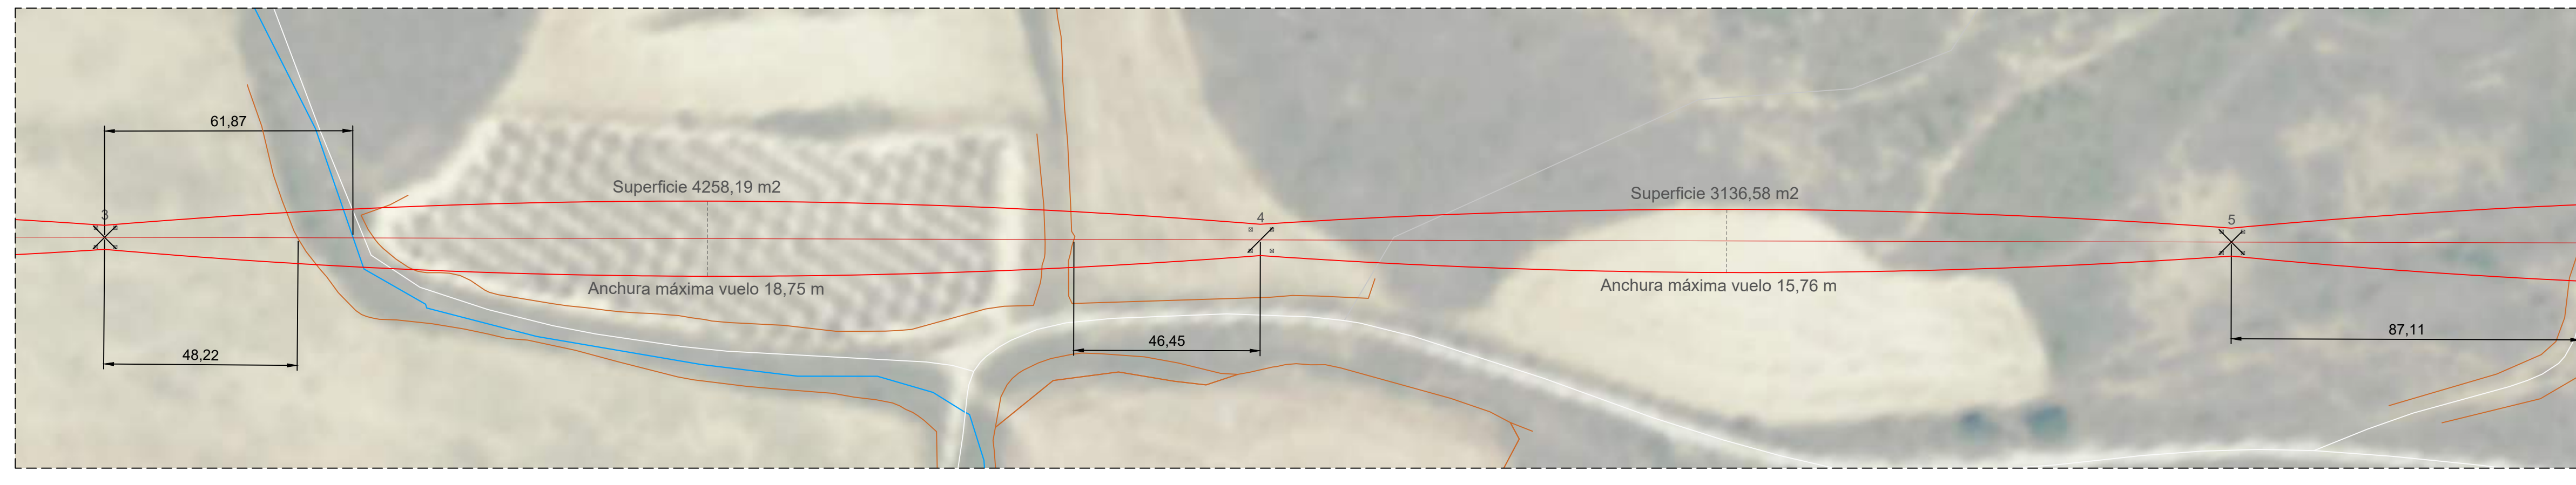 61,87
Superficie 4258,19 m2
Superficie 3136,58 m2
3
4
5
Anchura máxima vuelo 18,75 m
Anchura máxima vuelo 15,76 m
48,22
46,45
87,11